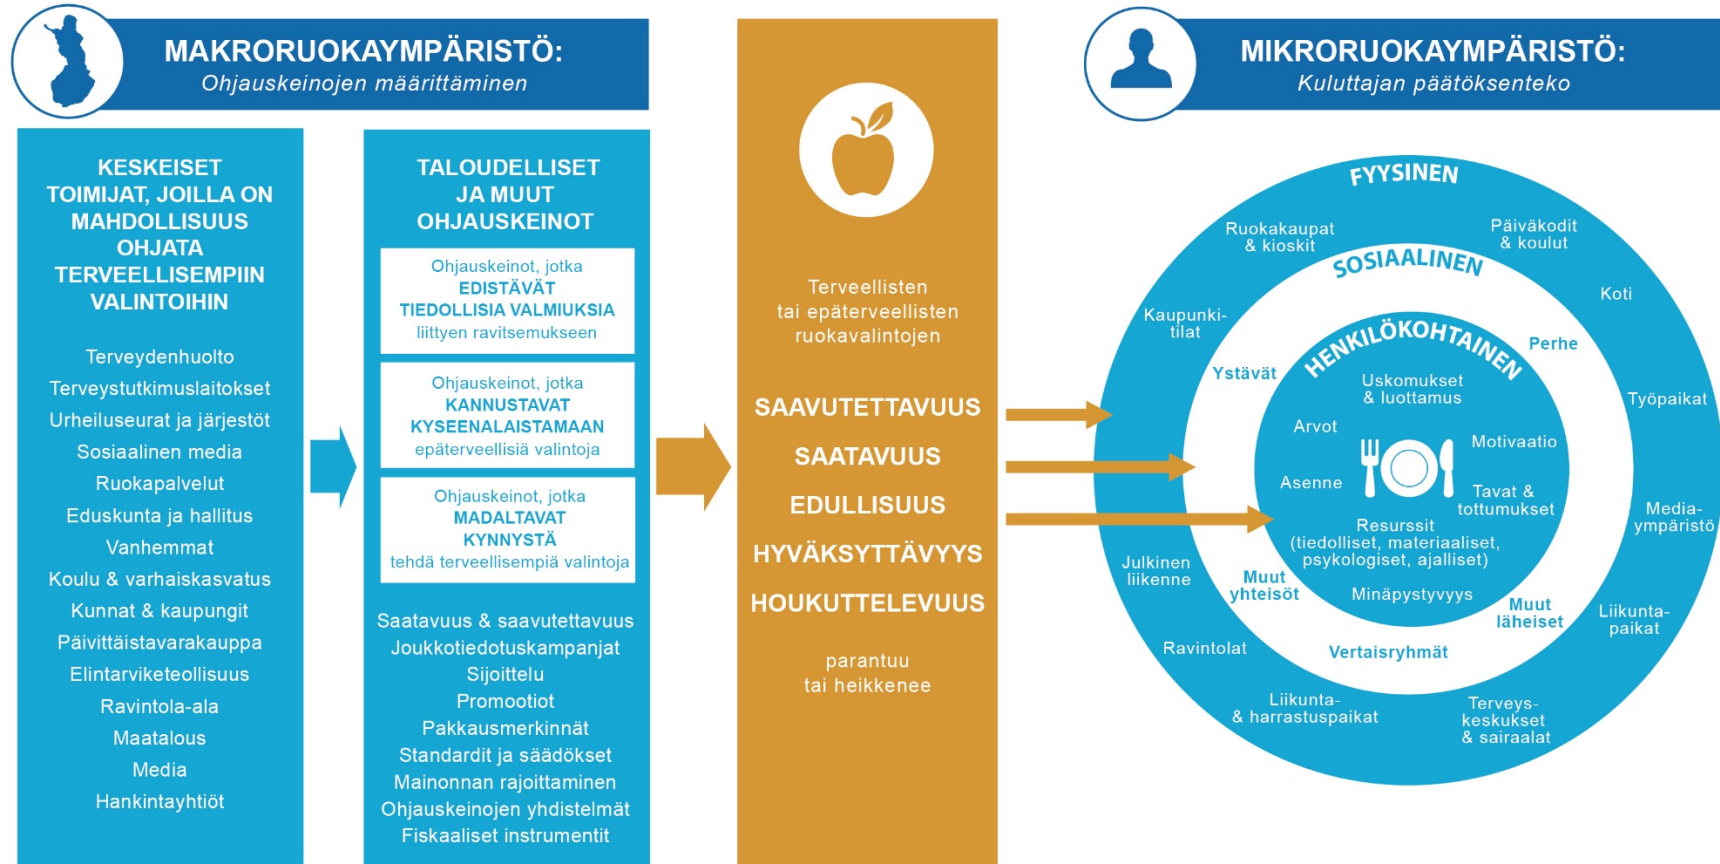 MAKRORUOKAYMPÄRISTÖ:
Ohjauskeinojen määrittäminen
KESKEISET
TOIMIJAT, JOILLA ON
MAHDOLLISUUS
OHJATA
TERVEELLISEMPIIN
VALINTOIHIN
Terveydenhuolto
Terveystutkimuslaitokset
Urheiluseurat ja järjestöt
Sosiaalinen media
Ruokapalvelut
Eduskunta ja hallitus
Vanhemmat
Koulu & varhaiskasvatus
Kunnat & kaupungit
Päivittäistavarakauppa
Elintarviketeollisuus
Ravintola-ala
Maatalous
Media
Hankintayhtiöt
TALOUDELLISET
JA MUUT
OHJAUSKEINOT
Ohjauskeinot, jotka
EDISTÄVÄT
TIEDOLLISIA VALMIUKSIA
liittyen ravitsemukseen
Ohjauskeinot, jotka
KANNUSTAVAT
KYSEENALAISTAMAAN
epäterveellisiä valintoja
Ohjauskeinot, jotka
MADALTAVAT
KYNNYSTÄ
tehdä terveellisempiä valintoja
Saatavuus & saavutettavuus
Joukkotiedotuskampanjat
Sijoittelu
Promootiot
Pakkausmerkinnät
Standardit ja säädökset
Mainonnan rajoittaminen
Ohjauskeinojen yhdistelmät
Fiskaaliset instrumentit
Terveellisten
tai epäterveellisten
ruokavalintojen
SAAVUTETTAVUUS
SAATAVUUS
EDULLISUUS
HYVÄKSYTTÄVYYS
HOUKUTTELEVUUS
parantuu
tai heikkenee
MIKRORUOKAYMPÄRISTÖ:
Kuluttajan päätöksenteko
FYYSINEN
Ruokakaupat
& kioskit
Päiväkodit
& koulut
Koti
Kaupunki-
tilat
Työpaikat
Media-
ympäristö
Julkinen
liikenne
Liikunta-
paikat
Ravintolat
Liikunta-
& harrastuspaikat
Terveys-
keskukset
& sairaalat
SOSIAALINEN
Perhe
Ystävät
Muut
yhteisöt
Muut
läheiset
Vertaisryhmät
HENKILÖKOHTAINEN
Uskomukset
& luottamus
Arvot
Motivaatio
Asenne
Tavat &
tottumukset
Resurssit
(tiedolliset, materiaaliset,
psykologiset, ajalliset)
Minäpystyvyys